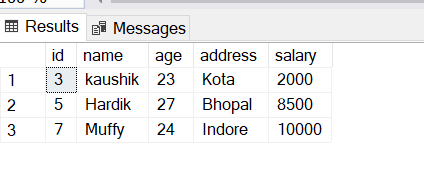 Results Messages
id name age address salary
1 3 kaushik 23 Kota 2000
2 5 Hardik 27 Bhopal 8500
3 7 Muffy 24 Indore 10000